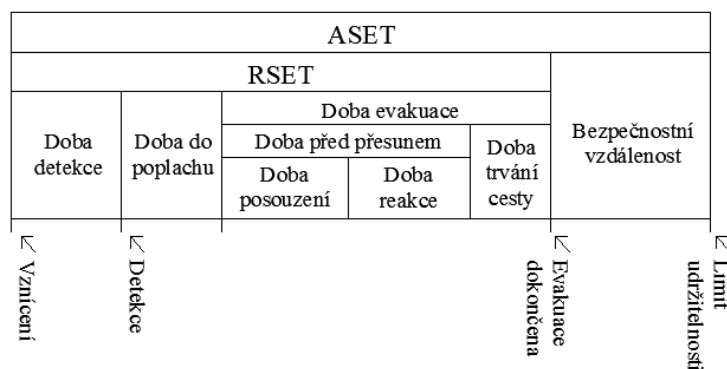 ASET
RSET
Doba
detekce
Doba do
poplachu
Doba evakuace
Doba před přesunem
Doba
posouzení
Doba
reakce
Doba
trvání
cesty
Bezpečnostní
vzdálenost
Vznícení
Detekce
Evakuace
dokončena
Limit
udržitelnosti